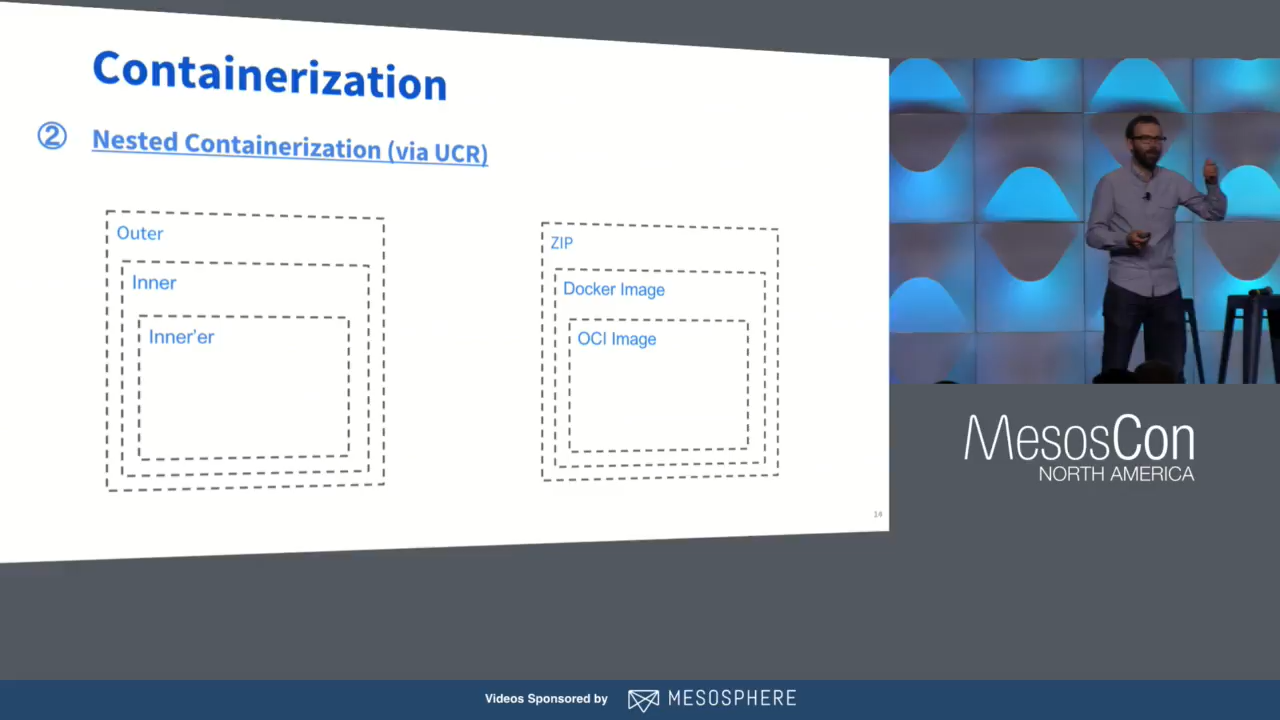 Containerization
② Nested Containerization (via UCR)
Outer
Inner
Inner'er
ZIP
Docker Image
OCI Image
14
MesosCon
NORTH AMERICA
Videos Sponsored by MESOSPHERE